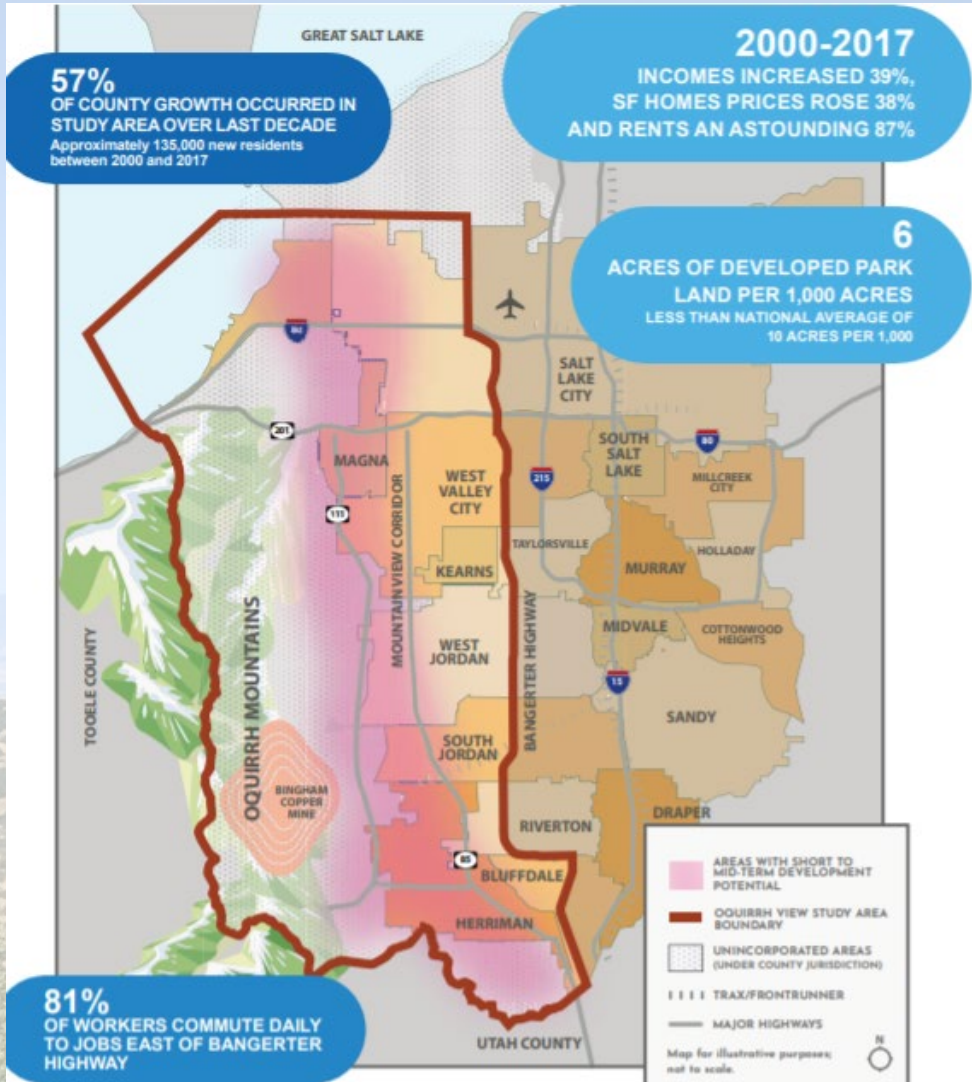 GREAT SALT LAKE
57%
OF COUNTY GROWTH OCCURRED IN
STUDY AREA OVER LAST DECADE
Approximately 135,000 new residents
between 2000 and 2017
2000-2017
INCOMES INCREASED 39%,
SF HOMES PRICES ROSE 38%
AND RENTS AN ASTOUNDING 87%
6
ACRES OF DEVELOPED PARK
LAND PER 1,000 ACRES
LESS THAN NATIONAL AVERAGE OF
10 ACRES PER 1,000
80
SALT
LAKE
CITY
201
SOUTH
SALT
LAKE
80
MAGNA
WEST
VALLEY
CITY
215
MILLCREEK
CITY
111
MOUNTAIN VIEW CORRIDOR
TAYLORSVILLE
HOLLADAY
KEARNS
MURRAY
OQUIRRH MOUNTAINS
TOOELE COUNTY
WEST
JORDAN
BANGERTER HIGHWAY
MIDVALE
COTTONWOOD
HEIGHTS
15
SANDY
SOUTH
JORDAN
BINGHAM
COPPER
MINE
RIVERTON
DRAPER
85
BLUFFDALE
HERRIMAN
AREAS WITH SHORT TO
MID-TERM DEVELOPMENT
POTENTIAL
OQUIRRH VIEW STUDY AREA
BOUNDARY
UNINCORPORATED AREAS
(UNDER COUNTY JURISDICTION)
TRAX/FRONTRUNNER
MAJOR HIGHWAYS
Map for illustrative purposes;
not to scale.
N
81%
OF WORKERS COMMUTE DAILY
TO JOBS EAST OF BANGERTER
HIGHWAY
UTAH COUNTY